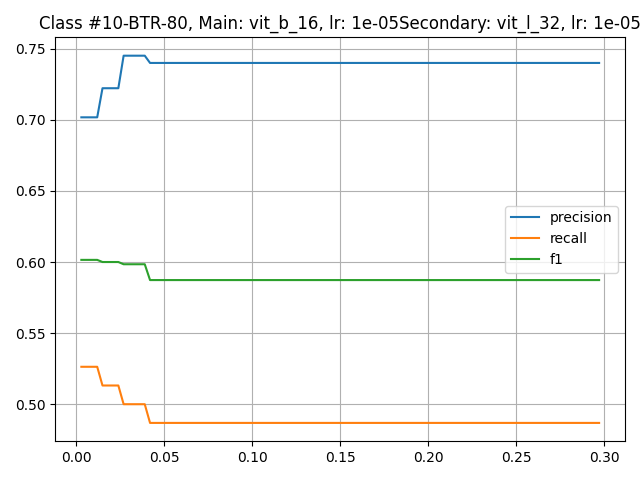 Class #10-BTR-80, Main: vit_b_16, lr: 1e-05Secondary: vit_l_32, lr: 1e-05
0.75
0.70
0.65
0.60
0.55
0.50
precision
recall
f1
0.00 0.05 0.10 0.15 0.20 0.25 0.30